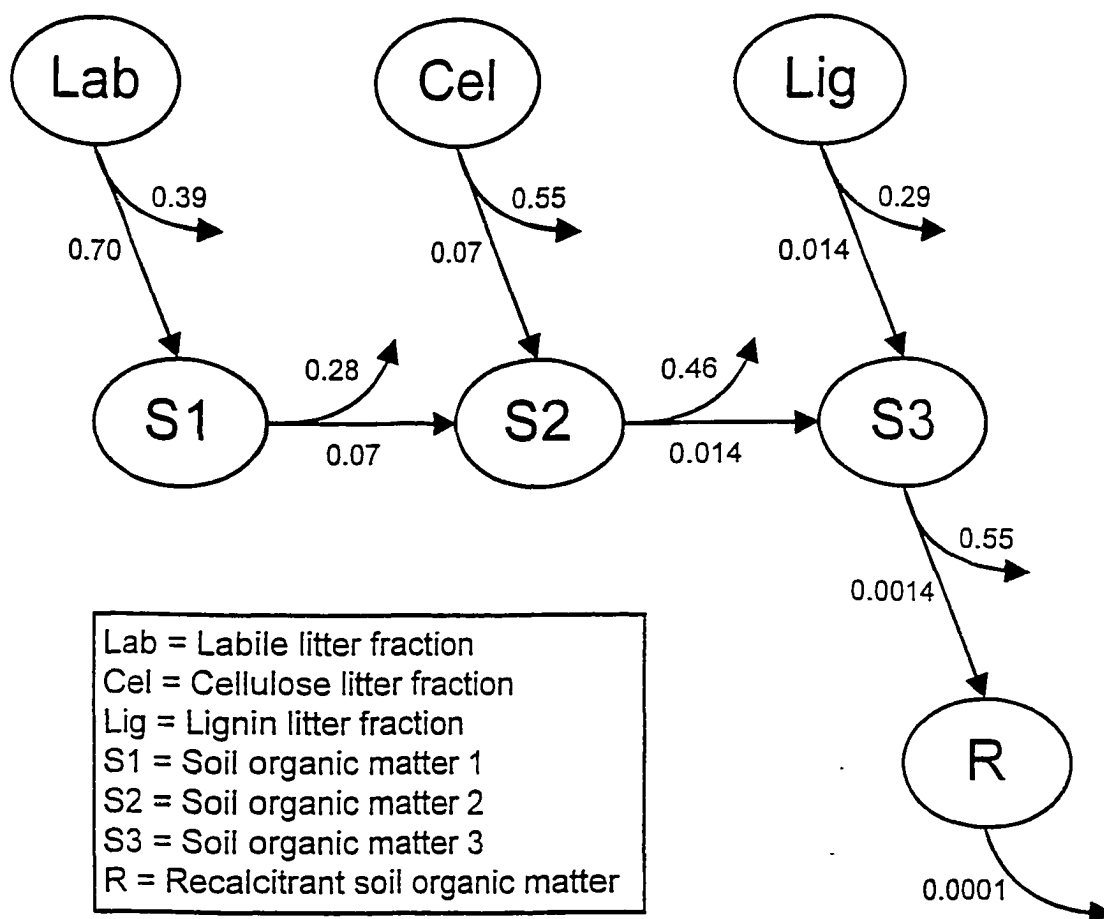 Lab Cel Lig
0.39 0.55 0.29
0.70 0.07 0.014
S1 0.28 S2 0.46 S3
0.07 0.014
0.55
0.0014
Lab = Labile litter fraction
Cel = Cellulose litter fraction
Lig = Lignin litter fraction
S1 = Soil organic matter 1
S2 = Soil organic matter 2
S3 = Soil organic matter 3
R = Recalcitrant soil organic matter
R
0.0001